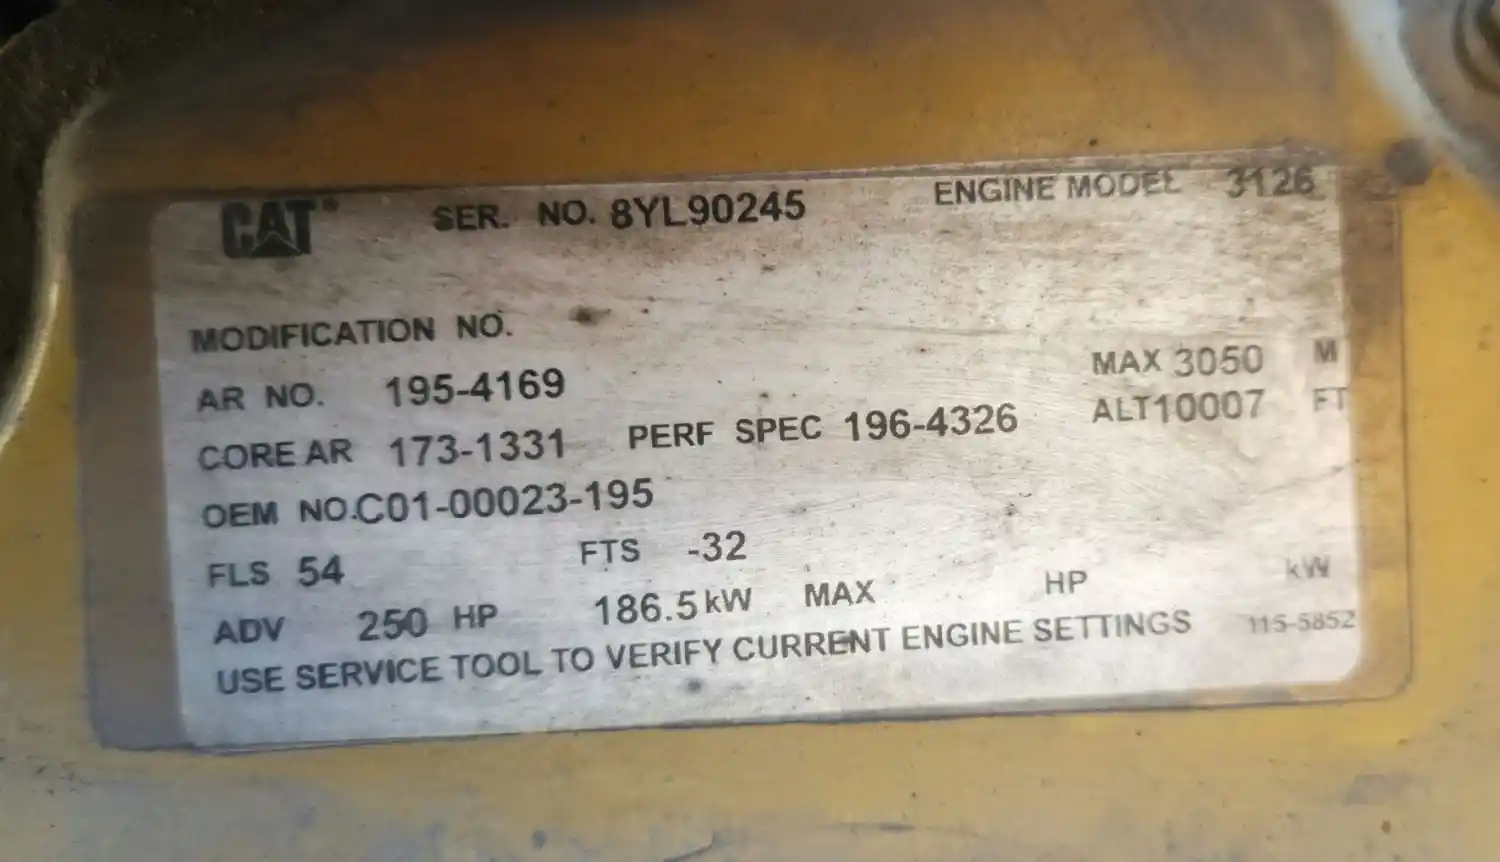 CAT® SER. NO. 8YL90245 ENGINE MODEL 3126
MODIFICATION NO.
AR NO. 195-4169 MAX 3050 M
CORE AR 173-1331 PERF SPEC 196-4326 ALT 10007 FT
OEM NO. C01-00023-195
FLS 54 FTS -32
ADV 250 HP 186.5 kW MAX HP kW
USE SERVICE TOOL TO VERIFY CURRENT ENGINE SETTINGS 115-5852